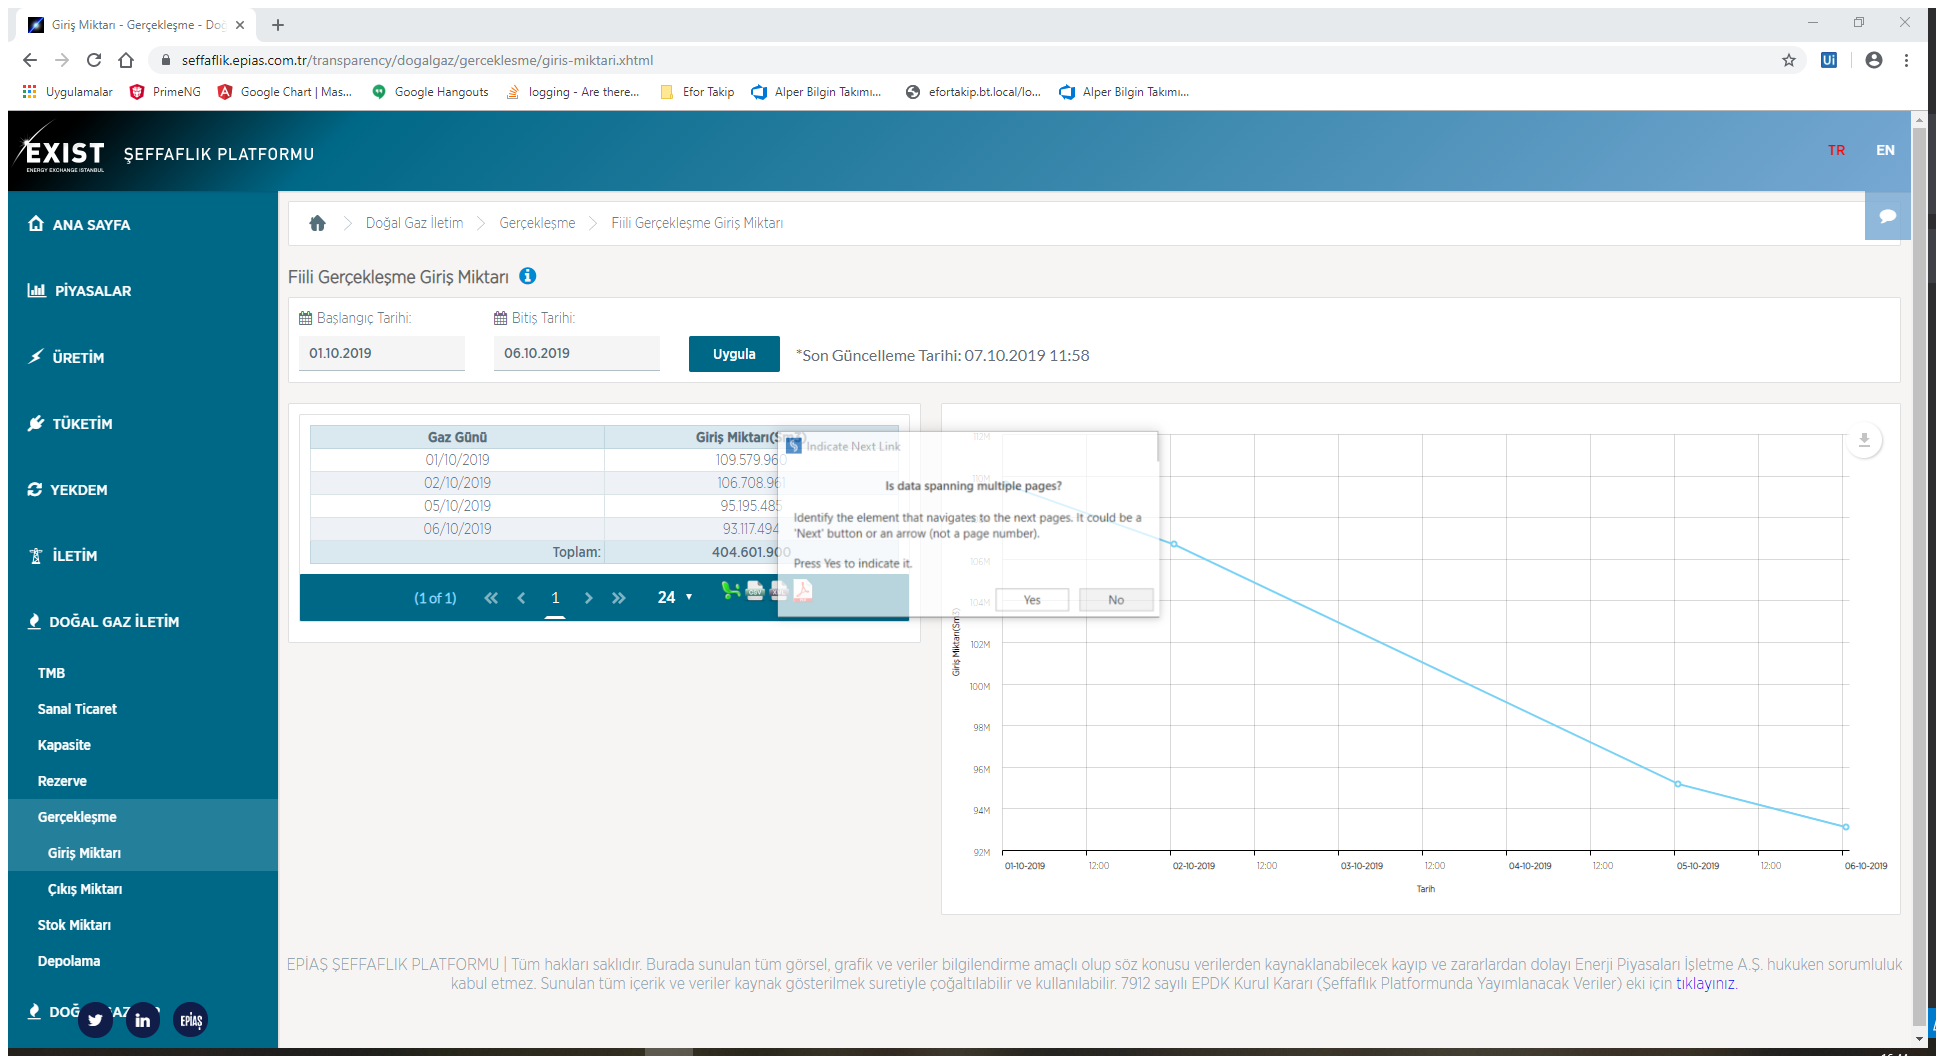 Giriş Miktarı - Gerçekleşme - Doğ
seffaflik.epias.com.tr/transparency/dogalgaz/gerceklesme/giris-miktari.xhtml
Uygulamalar PrimeNG Google Chart | Mas... Google Hangouts logging - Are there... Efor Takip Alper Bilgin Takımı... efortakip.bt.local/lo... Alper Bilgin Takımı...
EXIST
ENERGY EXCHANGE ISTANBUL
ŞEFFAFLIK PLATFORMU
TR EN
ANA SAYFA
PİYASALAR
ÜRETİM
TÜKETİM
YEKDEM
İLETİM
DOĞAL GAZ İLETİM
TMB
Sanal Ticaret
Kapasite
Rezerve
Gerçekleşme
Giriş Miktarı
Çıkış Miktarı
Stok Miktarı
Depolama
in EPİAŞ
Doğal Gaz İletim Gerçekleşme Fiili Gerçekleşme Giriş Miktarı
Fiili Gerçekleşme Giriş Miktarı
Başlangıç Tarihi: Bitiş Tarihi:
01.10.2019 06.10.2019 Uygula *Son Güncelleme Tarihi: 07.10.2019 11:58
Gaz Günü Giriş Miktarı(Sm3)
01/10/2019 109.579.960
02/10/2019 106.708.961
05/10/2019 95.195.485
06/10/2019 93.117.494
Toplam: 404.601.900
(1 of 1) 1 24
Indicate Next Link
Is data spanning multiple pages?
Identify the element that navigates to the next pages. It could be a
'Next' button or an arrow (not a page number).
Press Yes to indicate it.
Yes No
112M
106M
104M
102M
100M
98M
96M
94M
92M
Giriş Miktarı(Sm3)
01-10-2019 12:00 02-10-2019 12:00 03-10-2019 12:00 04-10-2019 12:00 05-10-2019 12:00 06-10-2019
Tarih
EPİAŞ ŞEFFAFLIK PLATFORMU | Tüm hakları saklıdır. Burada sunulan tüm görsel, grafik ve veriler bilgilendirme amaçlı olup söz konusu verilerden kaynaklanabilecek kayıp ve zararlardan dolayı Enerji Piyasaları İşletme A.Ş. hukuken sorumluluk
kabul etmez. Sunulan tüm içerik ve veriler kaynak gösterilmek suretiyle çoğaltılabilir ve kullanılabilir. 7912 sayılı EPDK Kurul Kararı (Şeffaflık Platformunda Yayımlanacak Veriler) eki için tıklayınız.